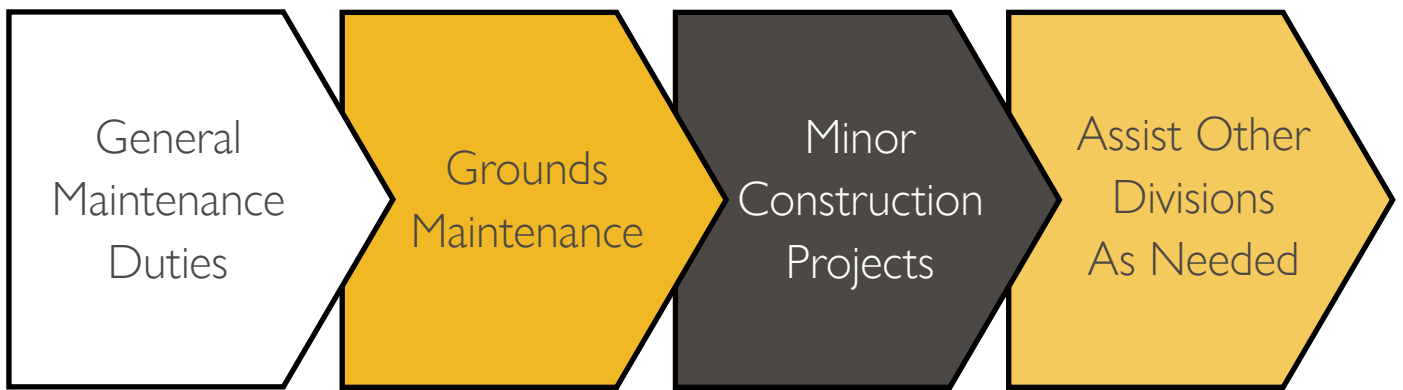 General
Maintenance
Duties
Grounds
Maintenance
Minor
Construction
Projects
Assist Other
Divisions
As Needed